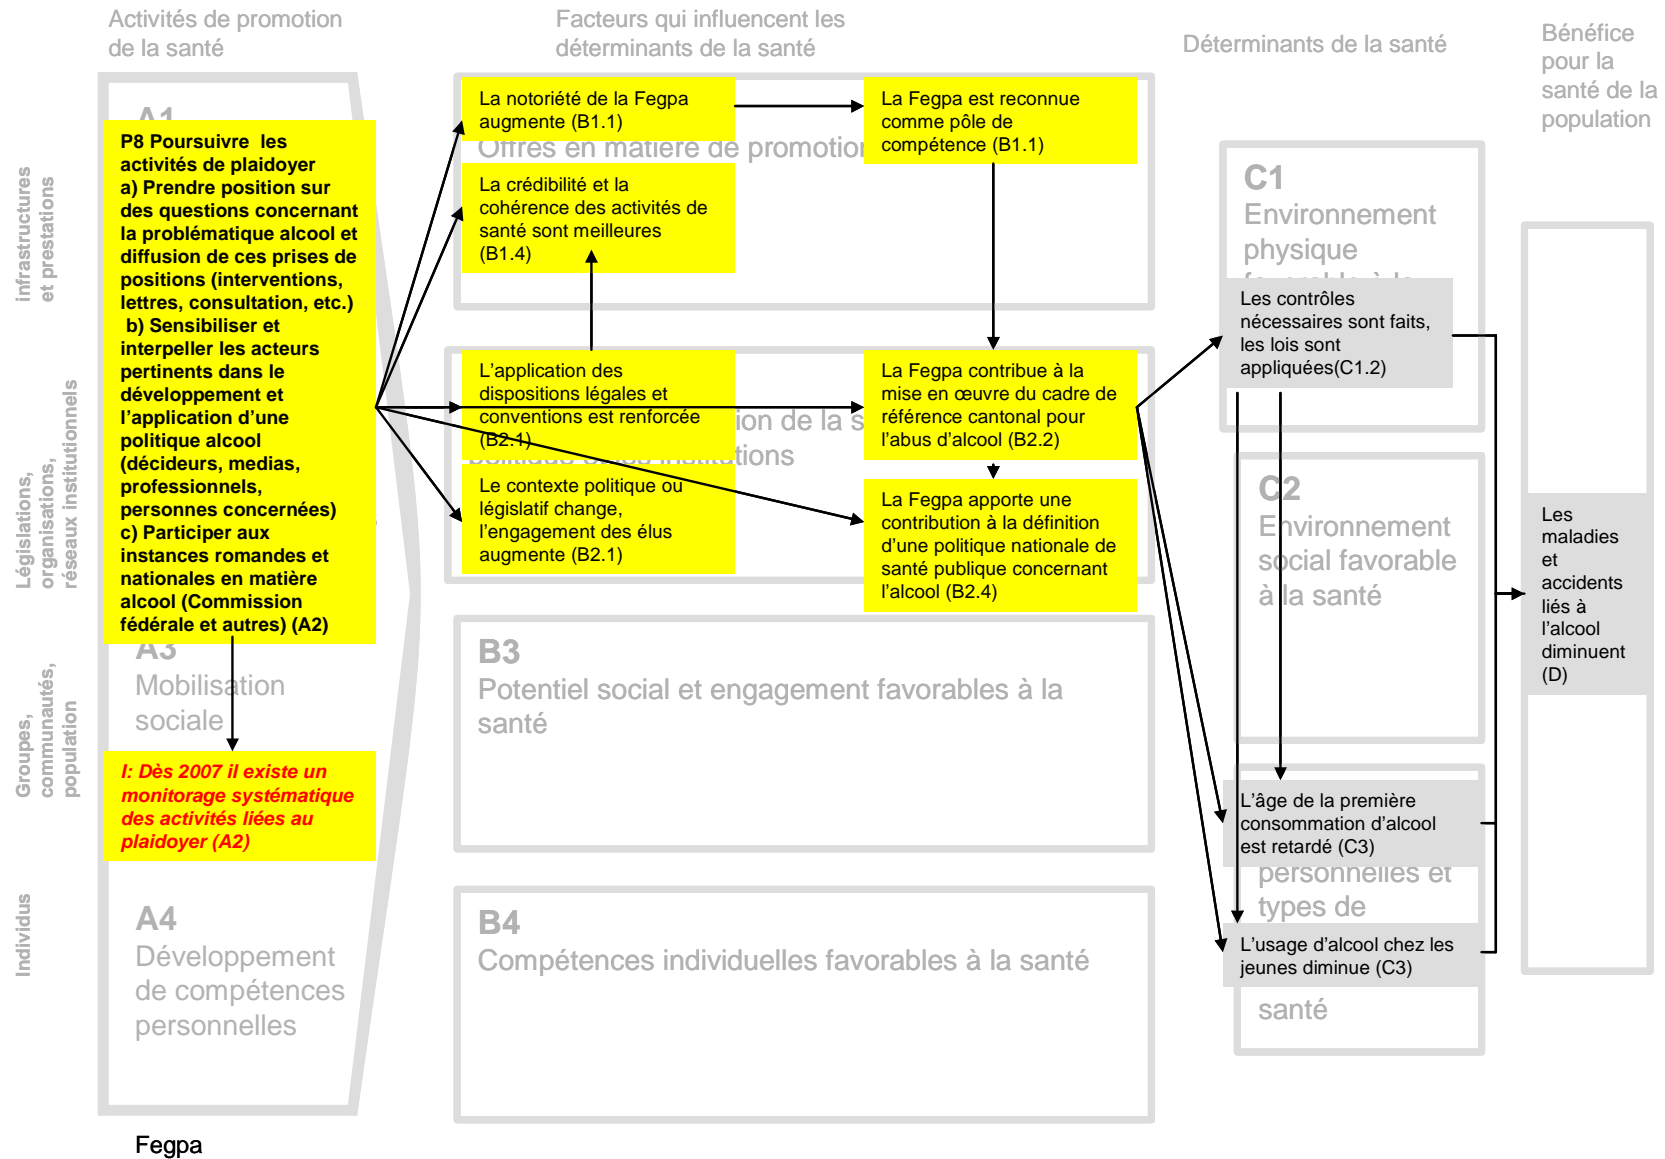 Activités de promotion
de la santé
Facteurs qui influencent les
déterminants de la santé
Déterminants de la santé
Bénéfice
pour la
santé de la
population
infrastructures
et prestations
Législations,
organisations,
réseaux institutionnels
Groupes,
communautés,
population
Individus
A1
P8 Poursuivre les
activités de plaidoyer
a) Prendre position sur
des questions concernant
la problématique alcool et
diffusion de ces prises de
positions (interventions,
lettres, consultation, etc.)
b) Sensibiliser et
interpeller les acteurs
pertinents dans le
développement et
l'application d'une
politique alcool
(décideurs, medias,
professionnels,
personnes concernées)
c) Participer aux
instances romandes et
nationales en matière
alcool (Commission
fédérale et autres) (A2)
A3
Mobilisation
sociale
I: Dès 2007 il existe un
monitorage systématique
des activités liées au
plaidoyer (A2)
A4
Développement
de compétences
personnelles
La notoriété de la Fegpa
augmente (B1.1)
La Fegpa est reconnue
comme pôle de
compétence (B1.1)
Offres en matière de promotion
La crédibilité et la
cohérence des activités de
santé sont meilleures
(B1.4)
L'application des
dispositions légales et
conventions est renforcée
(B2.1)
La Fegpa contribue à la
mise en œuvre du cadre de
référence cantonal pour
l'abus d'alcool (B2.2)
ion de la s
tions
Le contexte politique ou
législatif change,
l'engagement des élus
augmente (B2.1)
La Fegpa apporte une
contribution à la définition
d'une politique nationale de
santé publique concernant
l'alcool (B2.4)
B3
Potentiel social et engagement favorables à la
santé
B4
Compétences individuelles favorables à la santé
C1
Environnement
physique
Les contrôles
nécessaires sont faits,
les lois sont
appliquées(C1.2)
C2
Environnement
social favorable
à la santé
L'âge de la première
consommation d'alcool
est retardé (C3)
personnelles et
types de
L'usage d'alcool chez les
jeunes diminue (C3)
santé
Les
maladies
et
accidents
liés à
l'alcool
diminuent
(D)
Fegpa